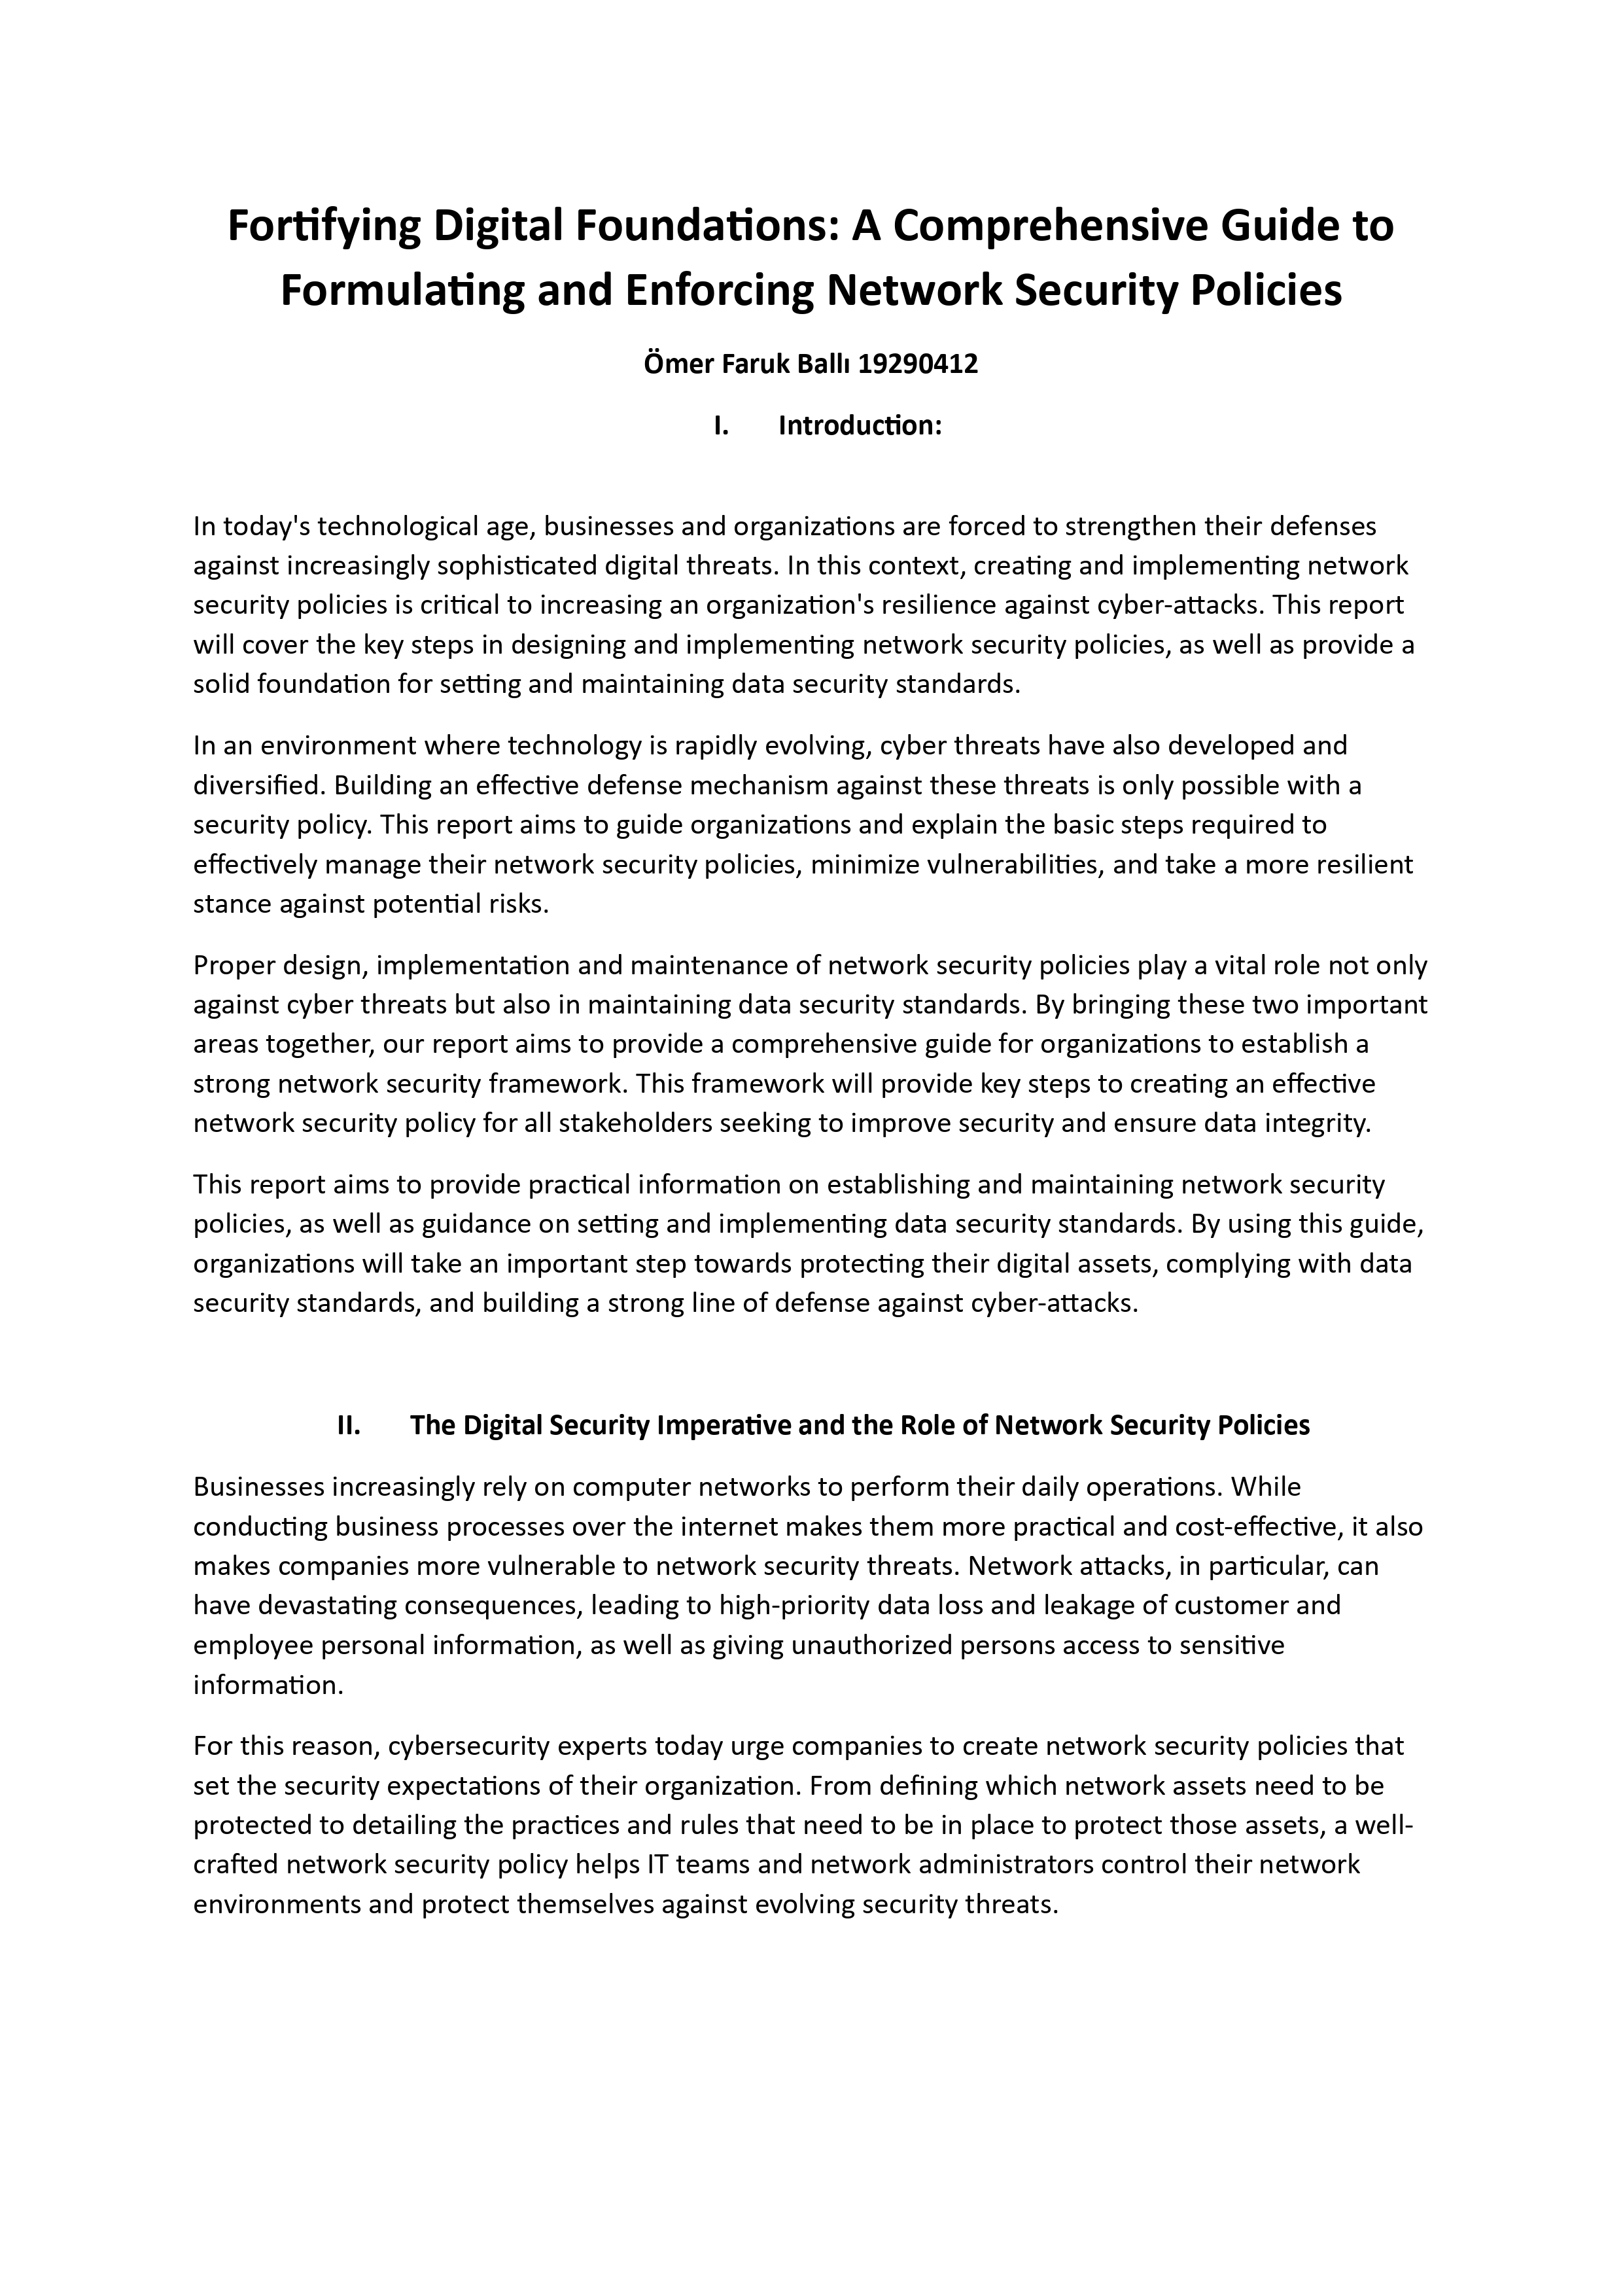 Fortifying Digital Foundations: A Comprehensive Guide to
Formulating and Enforcing Network Security Policies
Ömer Faruk Ballı 19290412
I. Introduction:
In today's technological age, businesses and organizations are forced to strengthen their defenses
against increasingly sophisticated digital threats. In this context, creating and implementing network
security policies is critical to increasing an organization's resilience against cyber-attacks. This report
will cover the key steps in designing and implementing network security policies, as well as provide a
solid foundation for setting and maintaining data security standards.
In an environment where technology is rapidly evolving, cyber threats have also developed and
diversified. Building an effective defense mechanism against these threats is only possible with a
security policy. This report aims to guide organizations and explain the basic steps required to
effectively manage their network security policies, minimize vulnerabilities, and take a more resilient
stance against potential risks.
Proper design, implementation and maintenance of network security policies play a vital role not only
against cyber threats but also in maintaining data security standards. By bringing these two important
areas together, our report aims to provide a comprehensive guide for organizations to establish a
strong network security framework. This framework will provide key steps to creating an effective
network security policy for all stakeholders seeking to improve security and ensure data integrity.
This report aims to provide practical information on establishing and maintaining network security
policies, as well as guidance on setting and implementing data security standards. By using this guide,
organizations will take an important step towards protecting their digital assets, complying with data
security standards, and building a strong line of defense against cyber-attacks.
II. The Digital Security Imperative and the Role of Network Security Policies
Businesses increasingly rely on computer networks to perform their daily operations. While
conducting business processes over the internet makes them more practical and cost-effective, it also
makes companies more vulnerable to network security threats. Network attacks, in particular, can
have devastating consequences, leading to high-priority data loss and leakage of customer and
employee personal information, as well as giving unauthorized persons access to sensitive
information.
For this reason, cybersecurity experts today urge companies to create network security policies that
set the security expectations of their organization. From defining which network assets need to be
protected to detailing the practices and rules that need to be in place to protect those assets, a well-
crafted network security policy helps IT teams and network administrators control their network
environments and protect themselves against evolving security threats.